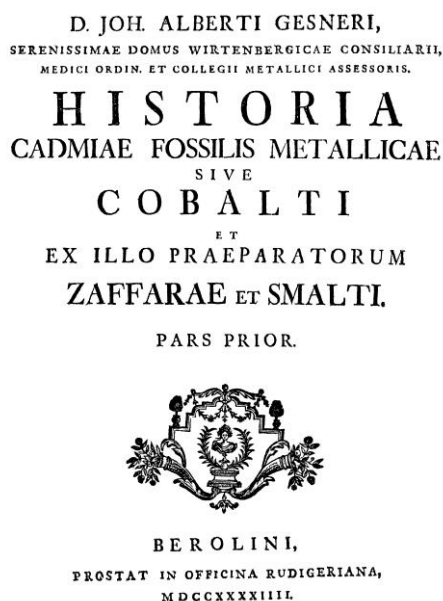 D. JOH. ALBERTI GESNERI,
SERENISSIMAE DOMUS WIRTENBERGICAE CONSILIARII,
MEDICI ORDIN. ET COLLEGII METALLICI ASSESSORIS.
HISTORIA
CADMIAE FOSSILIS METALLICAE
SIVE
COBALTI
ET
EX ILLO PRAEPARATORUM
ZAFFARAE ET SMALTI.
PARS PRIOR.
BEROLINI,
PROSTAT IN OFFICINA RUDIGERIANA,
MDCCXXXXIIII.